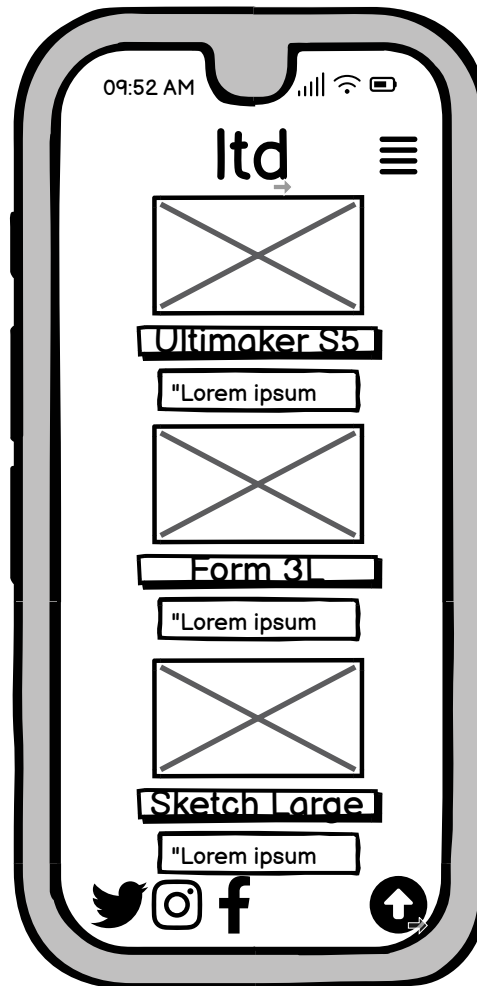 09:52 AM
ltd
Ultimaker S5
"Lorem ipsum
Form 3L
"Lorem ipsum
Sketch Large
"Lorem ipsum